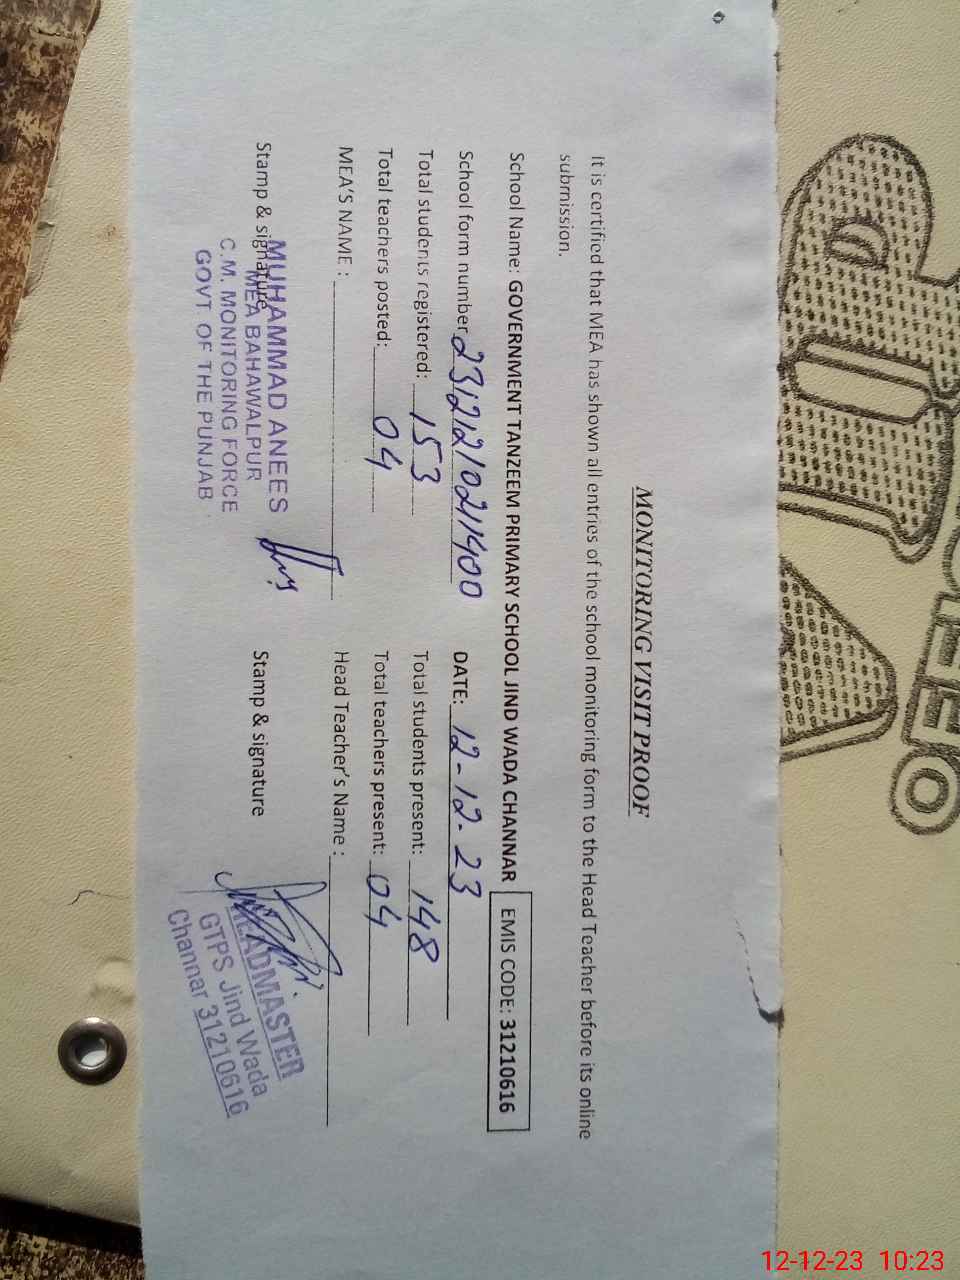 MONITORING VISIT PROOF
It is certified that MEA has shown all entries of the school monitoring form to the Head Teacher before its online
submission.
School Name: GOVERNMENT TANZEEM PRIMARY SCHOOL JIND WADA CHANNAR EMIS CODE: 31210616
School form number 2312121021400 DATE: 12-12-23
Total students registered: 153 Total students present: 148
Total teachers posted: 04 Total teachers present: 04
MEA'S NAME : Head Teacher's Name :
Stamp & signature Stamp & signature
MUHAMMAD ANEES
MEA BAHAWALPUR
C.M. MONITORING FORCE
GOVT OF THE PUNJAB
HEADMASTER
GTPS Jind Wada
Channar 31210616
12-12-23 10:23